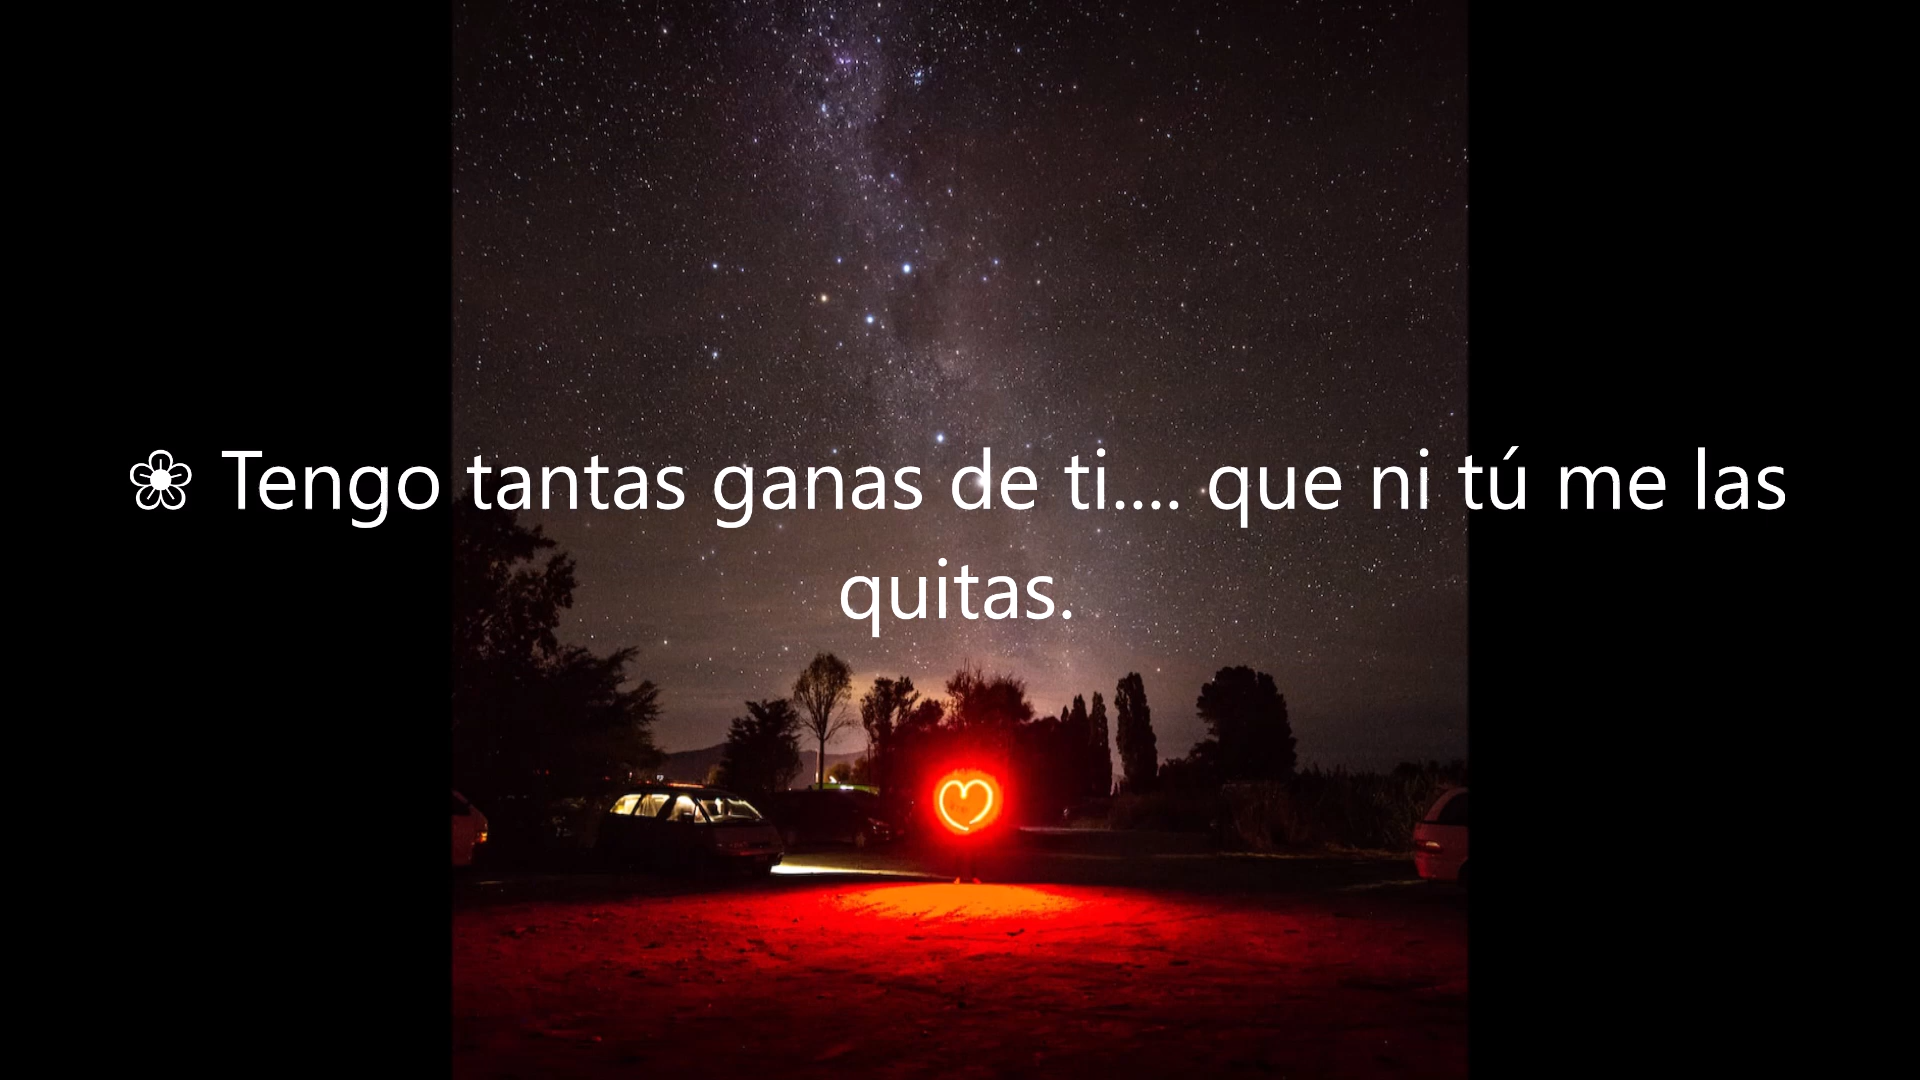 ❀ Tengo tantas ganas de ti.... que ni tú me las
quitas.